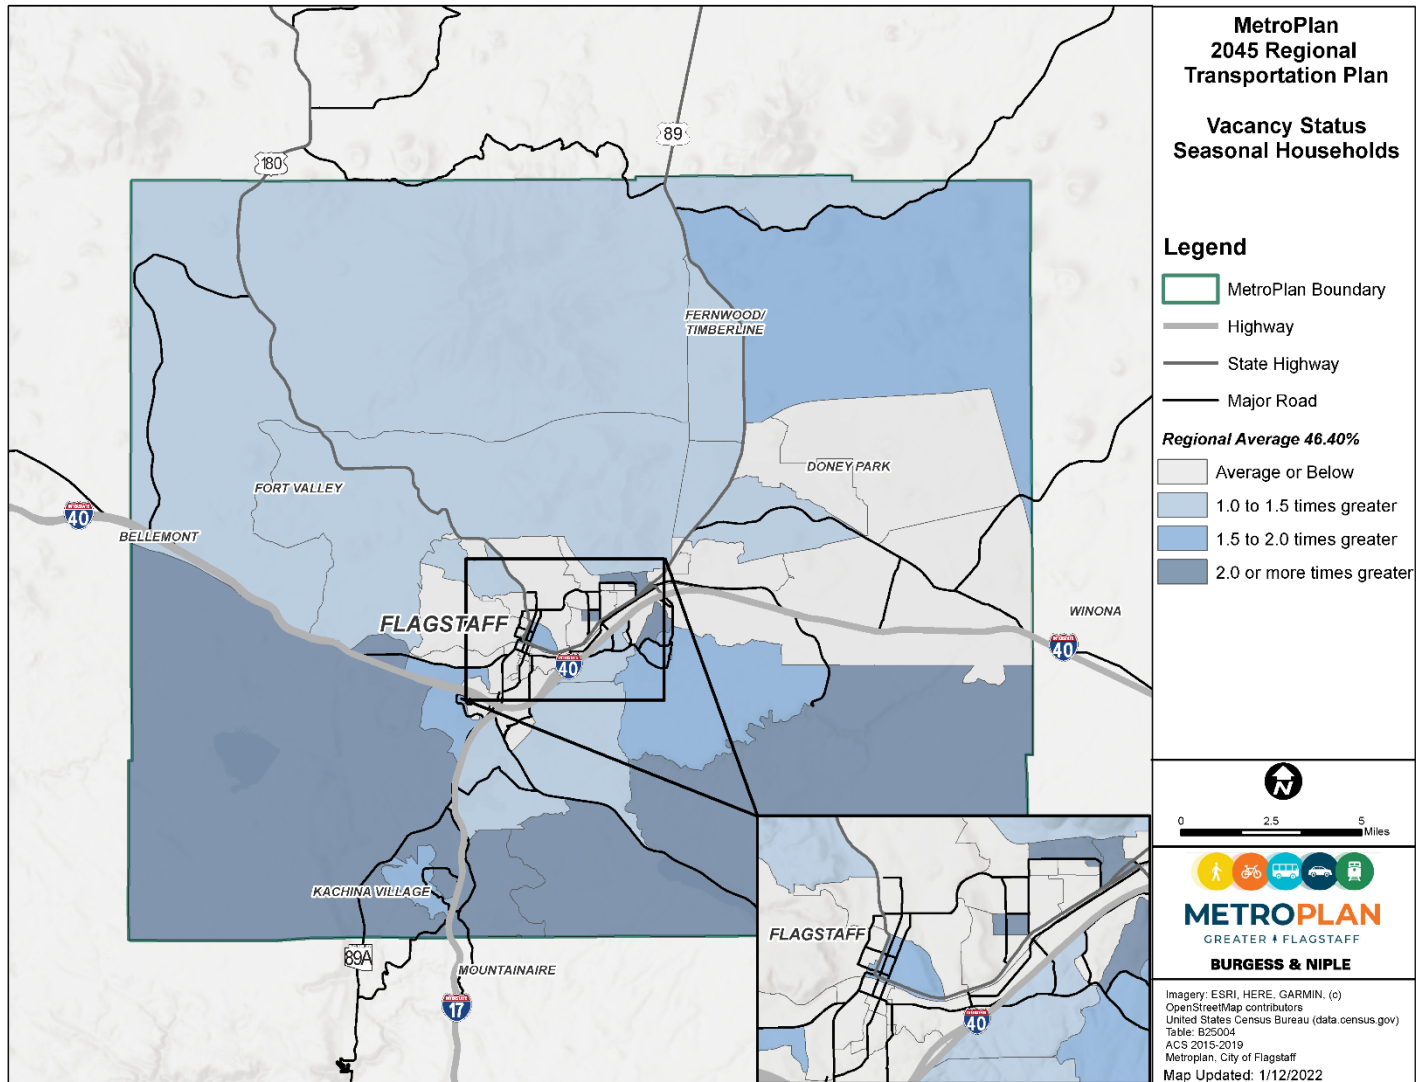 MetroPlan
2045 Regional
Transportation Plan
Vacancy Status
Seasonal Households
Legend
MetroPlan Boundary
Highway
State Highway
Major Road
Regional Average 46.40%
Average or Below
1.0 to 1.5 times greater
1.5 to 2.0 times greater
2.0 or more times greater
N
0 2.5 5
Miles
METROPLAN
GREATER FLAGSTAFF
BURGESS & NIPLE
Imagery: ESRI, HERE, GARMIN, (c)
OpenStreetMap contributors
United States Census Bureau (data.census.gov)
Table: B25004
ACS 2015-2019
Metroplan, City of Flagstaff
Map Updated: 1/12/2022
89
180
FERNWOOD/
TIMBERLINE
DONEY PARK
FORT VALLEY
INTERSTATE
40
BELLEMONT
FLAGSTAFF
WINONA
INTERSTATE
40
INTERSTATE
40
KACHINA VILLAGE
89A
MOUNTAINAIRE
INTERSTATE
17
FLAGSTAFF
INTERSTATE
40